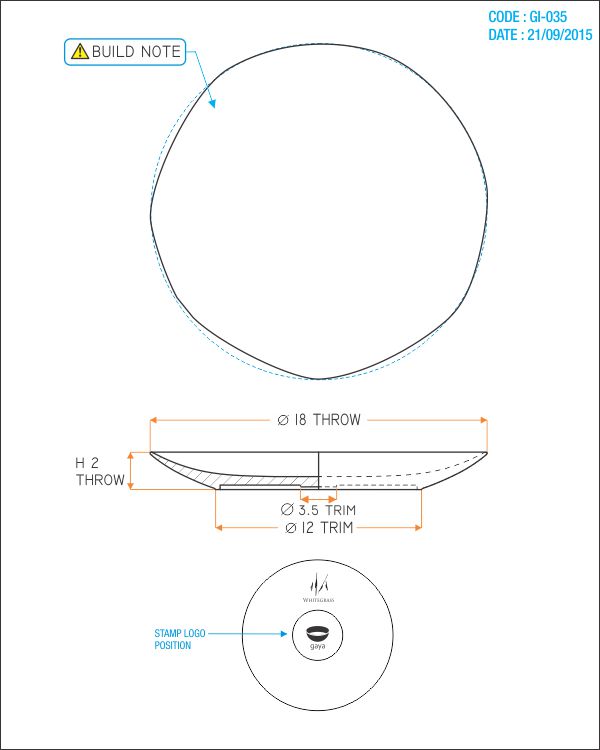 CODE : GI-035
DATE : 21/09/2015
BUILD NOTE
Ø 18 THROW
H 2
THROW
Ø 3.5 TRIM
Ø 12 TRIM
WHITEGRASS
STAMP LOGO
POSITION
gaya